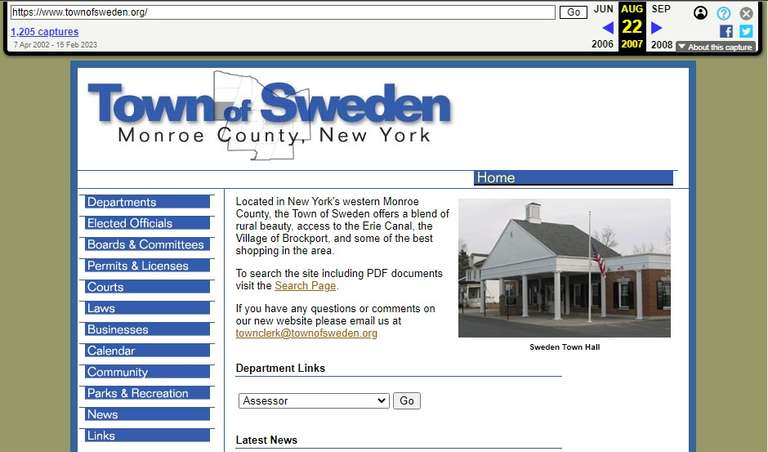 https://www.townofsweden.org/
Go
JUN
AUG
SEP
1,205 captures
22
7 Apr 2002 - 15 Feb 2023
2006
2007
2008
About this capture
Town of Sweden
Monroe County, New York
Home
Departments
Elected Officials
Boards & Committees
Permits & Licenses
Courts
Laws
Businesses
Calendar
Community
Parks & Recreation
News
Links
Located in New York's western Monroe
County, the Town of Sweden offers a blend of
rural beauty, access to the Erie Canal, the
Village of Brockport, and some of the best
shopping in the area.
To search the site including PDF documents
visit the Search Page.
If you have any questions or comments on
our new website please email us at
townclerk@townofsweden.org
Sweden Town Hall
Department Links
Assessor
Go
Latest News